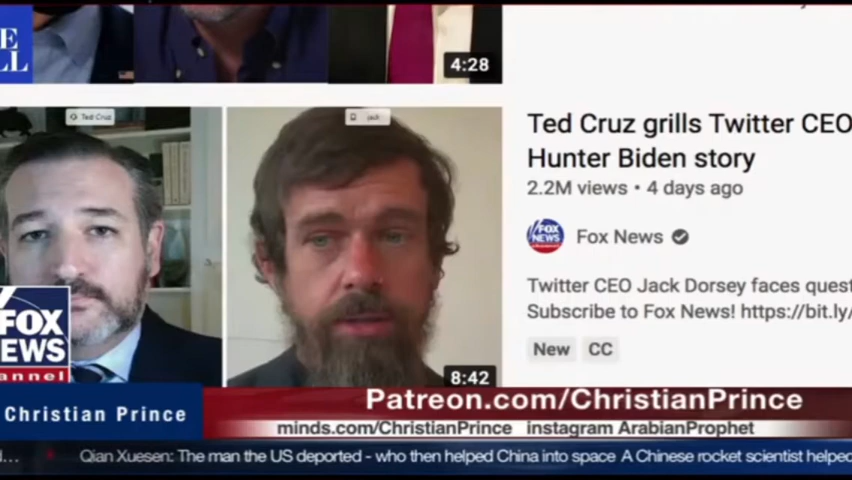 4:28
Ted Cruz
jack
8:42
Ted Cruz grills Twitter CEO
Hunter Biden story
2.2M views • 4 days ago
FOX NEWS
Fox News
Twitter CEO Jack Dorsey faces quest
Subscribe to Fox News! https://bit.ly/
New CC
FOX
NEWS
channel
Christian Prince
Patreon.com/ChristianPrince
minds.com/ChristianPrince instagram ArabianProphet
... Qian Xuesen: The man the US deported - who then helped China into space A Chinese rocket scientist helped